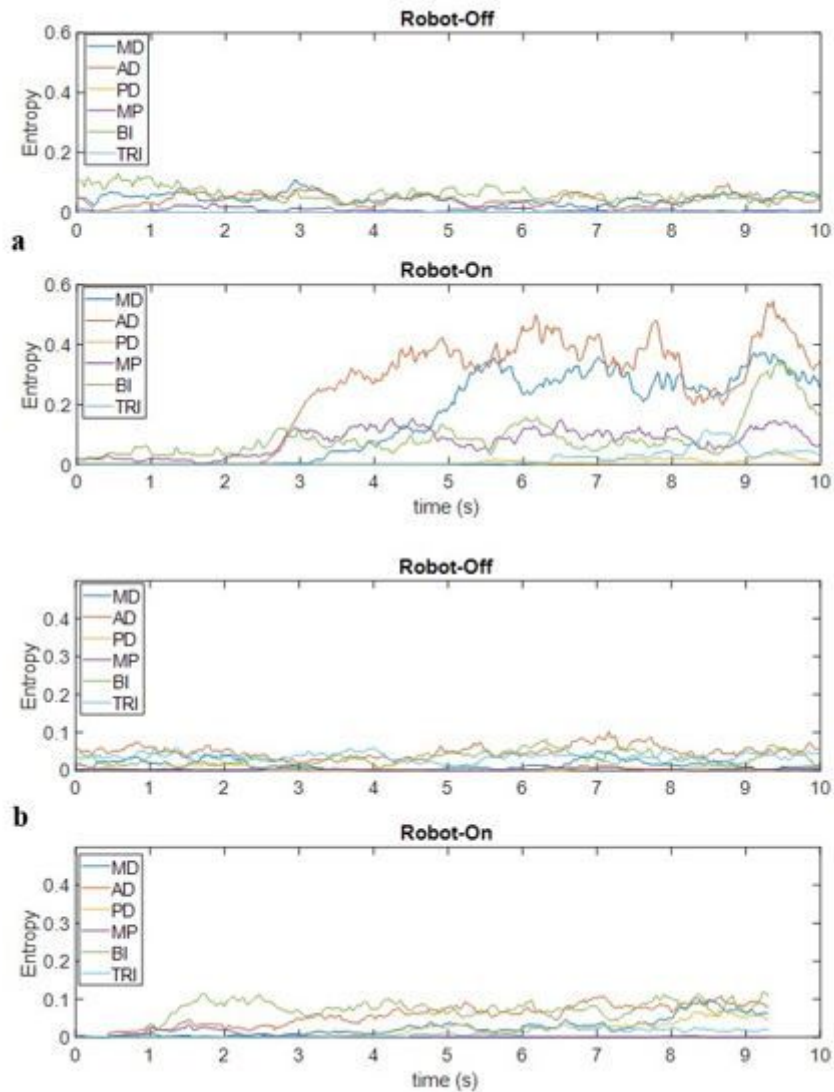 Robot-Off
Entropy
0.6
0.4
0.2
0
MD
AD
PD
MP
BI
TRI
0 1 2 3 4 5 6 7 8 9 10
a
Robot-On
Entropy
0.6
0.4
0.2
0
MD
AD
PD
MP
BI
TRI
0 1 2 3 4 5 6 7 8 9 10
time (s)
Robot-Off
Entropy
0.4
0.3
0.2
0.1
0
MD
AD
PD
MP
BI
TRI
0 1 2 3 4 5 6 7 8 9 10
b
Robot-On
Entropy
0.4
0.3
0.2
0.1
0
MD
AD
PD
MP
BI
TRI
0 1 2 3 4 5 6 7 8 9 10
time (s)